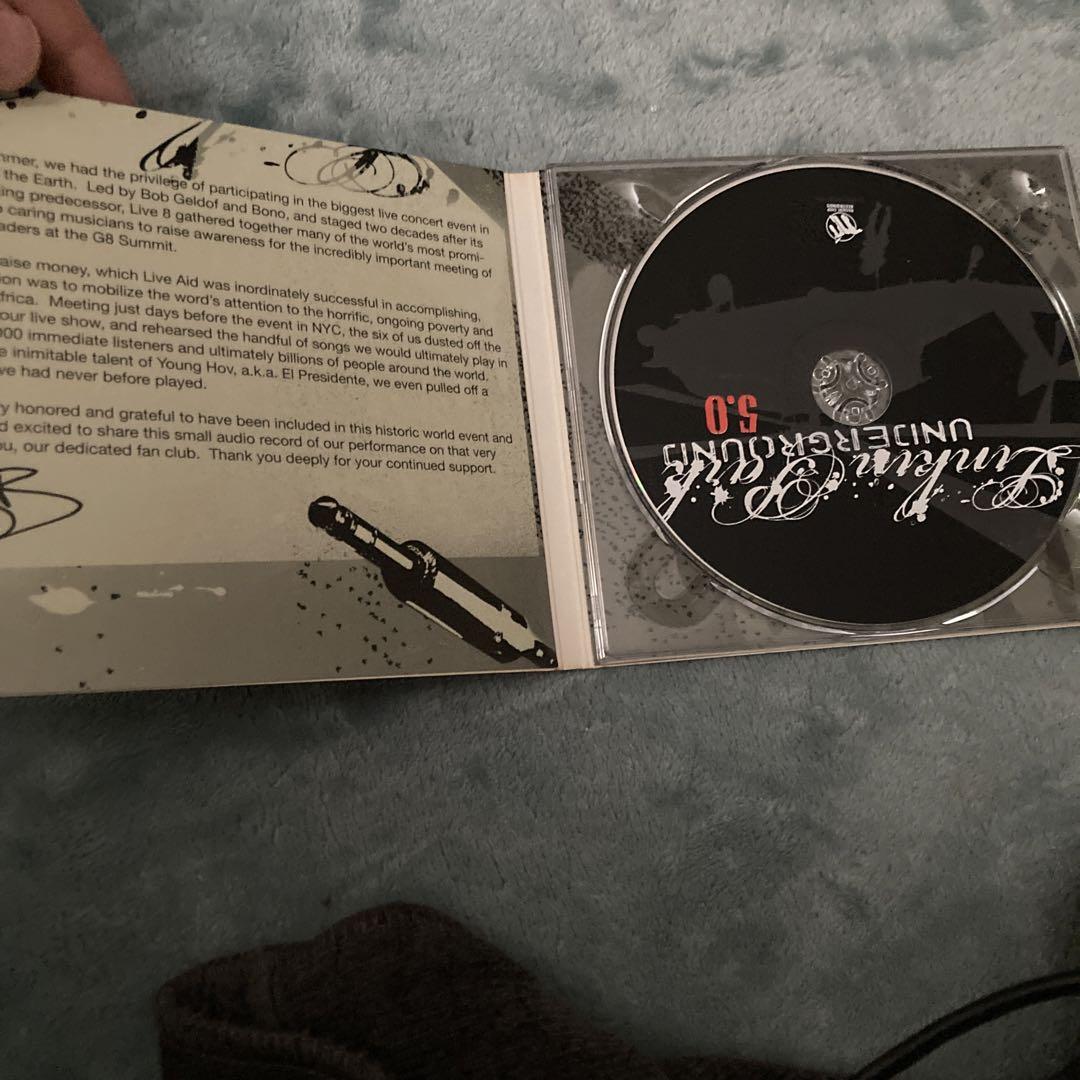 mmer, we had the privilege of participating in the biggest live concert event in
the Earth. Led by Bob Geldof and Bono, and staged two decades after its
ing predecessor, Live 8 gathered together many of the world's most promi-
caring musicians to raise awareness for the incredibly important meeting of
aders at the G8 Summit.
aise money, which Live Aid was inordinately successful in accomplishing,
ion was to mobilize the word's attention to the horrific, ongoing poverty and
frica. Meeting just days before the event in NYC, the six of us dusted off the
our live show, and rehearsed the handful of songs we would ultimately play in
000 immediate listeners and ultimately billions of people around the world.
e inimitable talent of Young Hov, a.k.a. El Presidente, we even pulled off a
ve had never before played.
y honored and grateful to have been included in this historic world event and
d excited to share this small audio record of our performance on that very
ou, our dedicated fan club. Thank you deeply for your continued support.
Linkin Park
UNDERGROUND
5.0